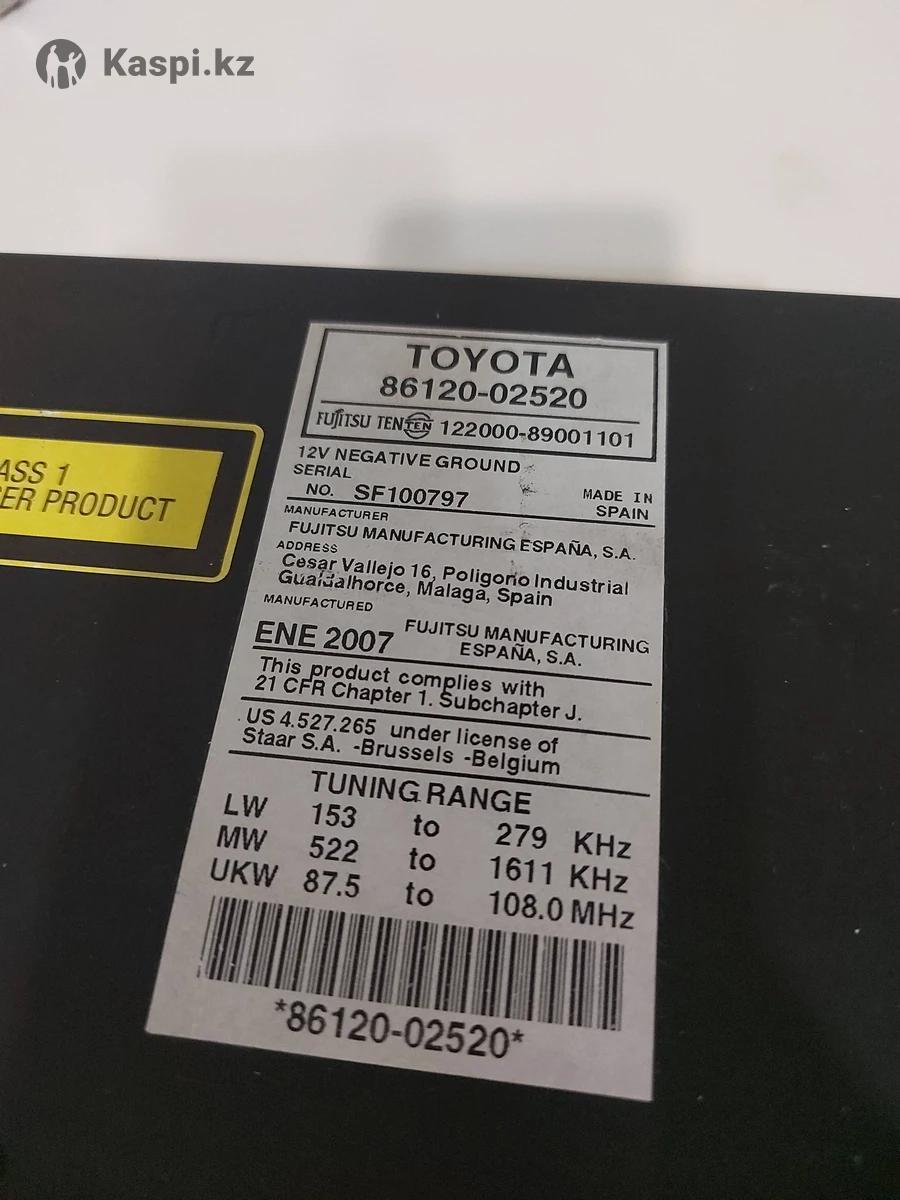 Kaspi.kz
TOYOTA
86120-02520
FUJITSU TEN TEN 122000-89001101
12V NEGATIVE GROUND
SERIAL
NO. SF100797
MADE IN
SPAIN
MANUFACTURER
FUJITSU MANUFACTURING ESPAÑA, S.A.
ADDRESS
Cesar Vallejo 16, Poligono Industrial
Gualdalhorce, Malaga, Spain
MANUFACTURED
ENE 2007
FUJITSU MANUFACTURING
ESPAÑA, S.A.
This product complies with
21 CFR Chapter 1. Subchapter J.
US 4.527.265 under license of
Staar S.A. -Brussels -Belgium
TUNING RANGE
LW 153 to 279 KHz
MW 522 to 1611 KHz
UKW 87.5 to 108.0 MHz
*86120-02520*
ASS 1
ER PRODUCT